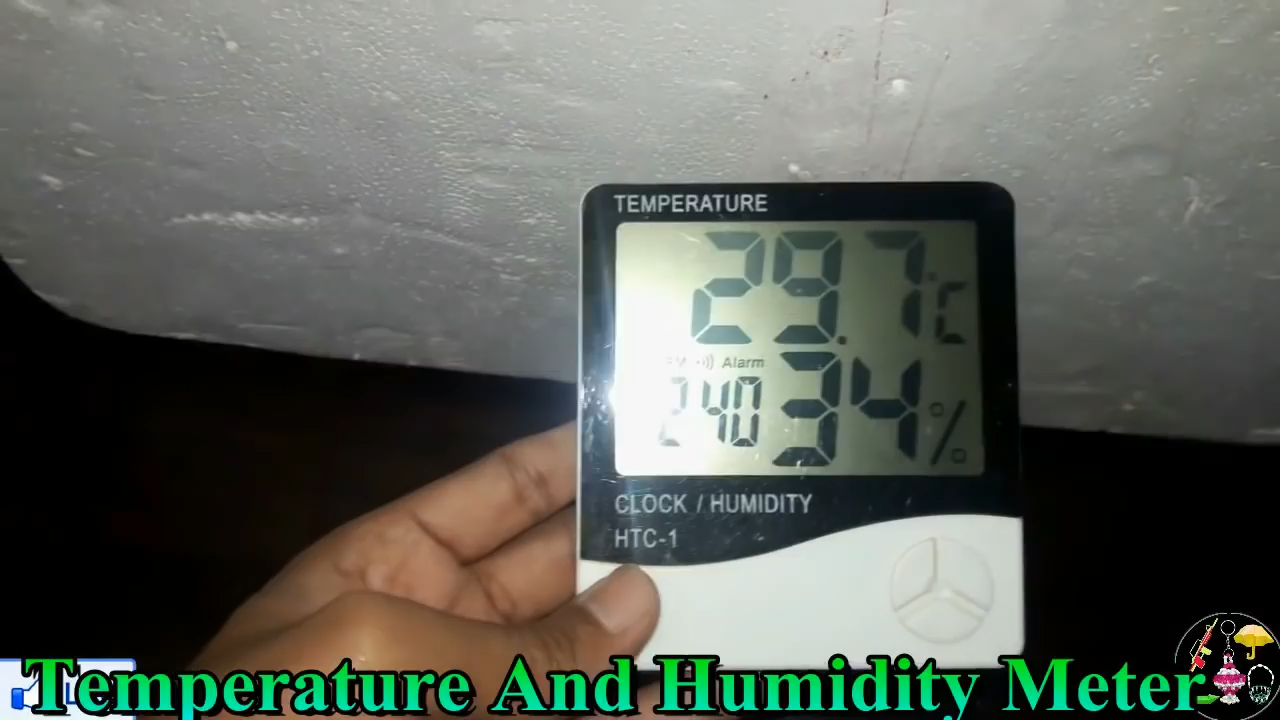 TEMPERATURE
29.7°C
Alarm
240 34%
CLOCK / HUMIDITY
HTC-1
Temperature And Humidity Meter